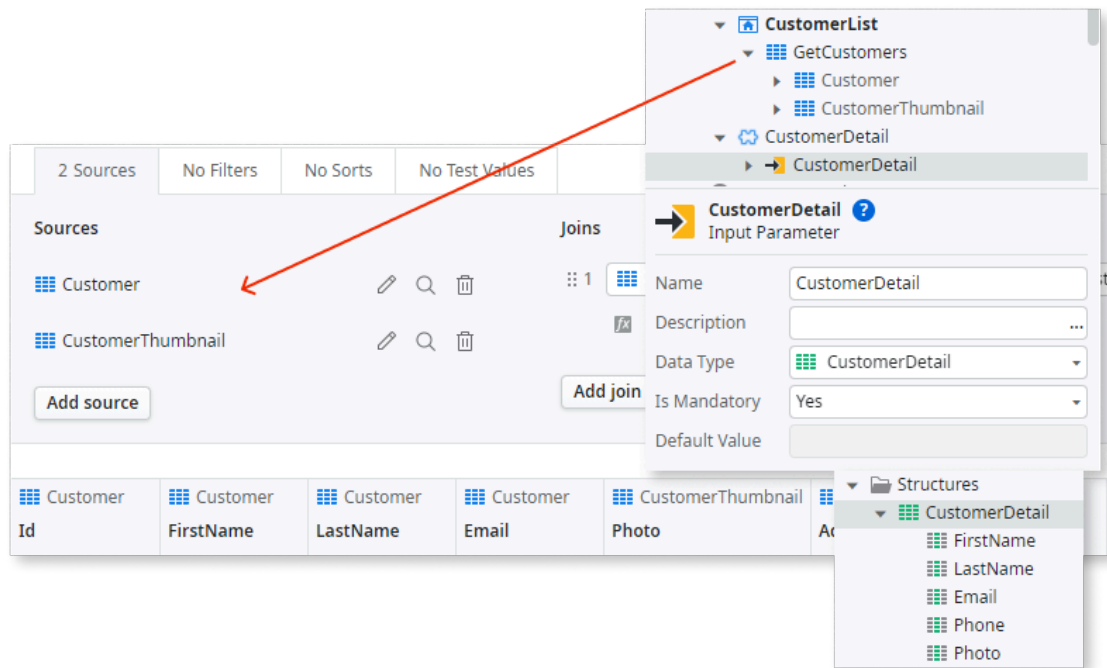 CustomerList
GetCustomers
Customer
CustomerThumbnail
CustomerDetail
CustomerDetail
2 Sources No Filters No Sorts No Test Values
Sources Joins
Customer 1
CustomerThumbnail fx
Add source Add join
CustomerDetail ?
Input Parameter
Name CustomerDetail
Description ...
Data Type CustomerDetail
Is Mandatory Yes
Default Value
Customer Customer Customer Customer CustomerThumbnail
Id FirstName LastName Email Photo
Structures
CustomerDetail
FirstName
LastName
Email
Phone
Photo